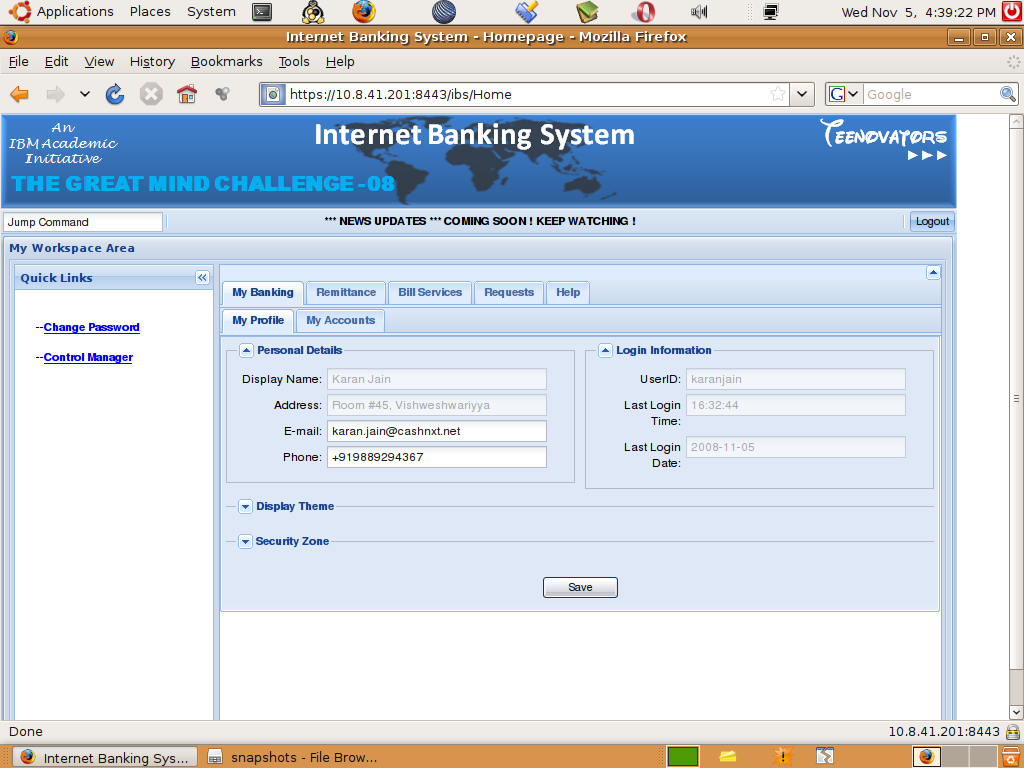 Applications Places System Wed Nov 5, 4:39:22 PM
Internet Banking System - Homepage - Mozilla Firefox
File Edit View History Bookmarks Tools Help
https://10.8.41.201:8443/ibs/Home G Google
An
IBM Academic
Initiative
THE GREAT MIND CHALLENGE -08
Internet Banking System
TEENOVATORS
Jump Command *** NEWS UPDATES *** COMING SOON ! KEEP WATCHING ! Logout
My Workspace Area
Quick Links
--Change Password
--Control Manager
My Banking Remittance Bill Services Requests Help
My Profile My Accounts
Personal Details
Display Name: Karan Jain
Address: Room #45, Vishweshwariyya
E-mail: karan.jain@cashnxt.net
Phone: +919889294367
Login Information
UserID: karanjain
Last Login Time: 16:32:44
Last Login Date: 2008-11-05
Display Theme
Security Zone
Save
Done 10.8.41.201:8443
Internet Banking Sys... snapshots - File Brow...